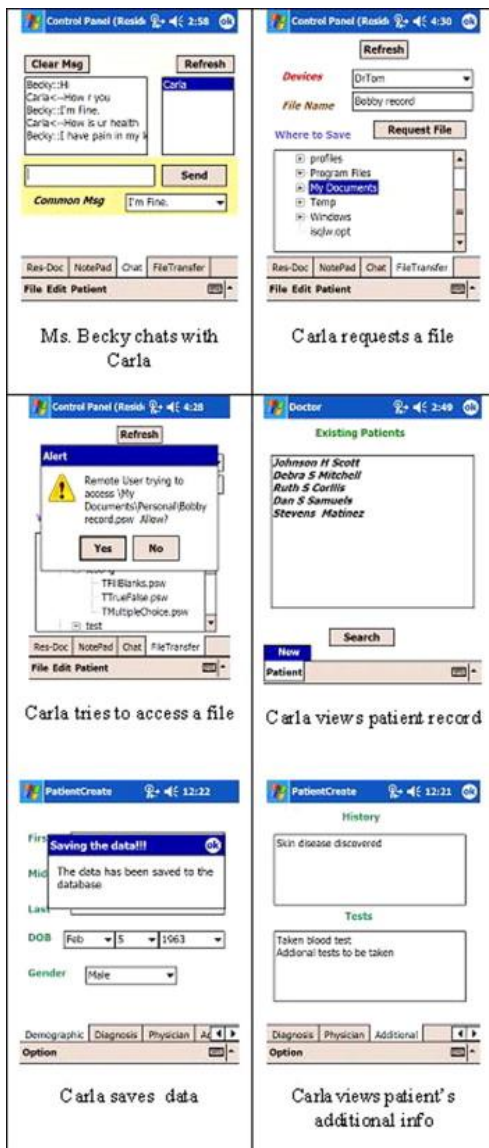 Control Panel (Resid 2:58 ok
Clear Msg Refresh
Becky::Hi
Carla<--How r you
Becky::I'm Fine.
Carla<--How is ur health
Becky::I have pain in my k
Carla
Send
Common Msg I'm Fine.
Res-Doc NotePad Chat FileTransfer
File Edit Patient
Ms. Becky chats with
Carla
Control Panel (Resid 4:30 ok
Refresh
Devices DrTom
File Name Bobby record
Where to Save Request File
profiles
Program Files
My Documents
Temp
Windows
isqlw.opt
Res-Doc NotePad Chat FileTransfer
File Edit Patient
Carla requests a file
Control Panel (Resid 4:28
Refresh
Alert
Remote User trying to
access \My
Documents\Personal\Bobby
record.psw .Allow?
Yes No
TFillBlanks.psw
TTrueFalse.psw
TMultipleChoice.psw
test
Res-Doc NotePad Chat FileTransfer
File Edit Patient
Carla tries to access a file
Doctor 2:49 ok
Existing Patients
Johnson H Scott
Debra S Mitchell
Ruth S Corllis
Dan S Samuels
Stevens Matinez
Search
New
Patient
Carla views patient record
PatientCreate 12:22
Firs
Saving the data!!! ok
The data has been saved to the
database
Mid
Last
DOB Feb 5 1963
Gender Male
Demographic Diagnosis Physician Ac
Option
Carla saves data
PatientCreate 12:21 ok
History
Skin disease discovered
Tests
Taken blood test
Addional tests to be taken
Diagnosis Physician Additional
Option
Carla views patient's
additional info